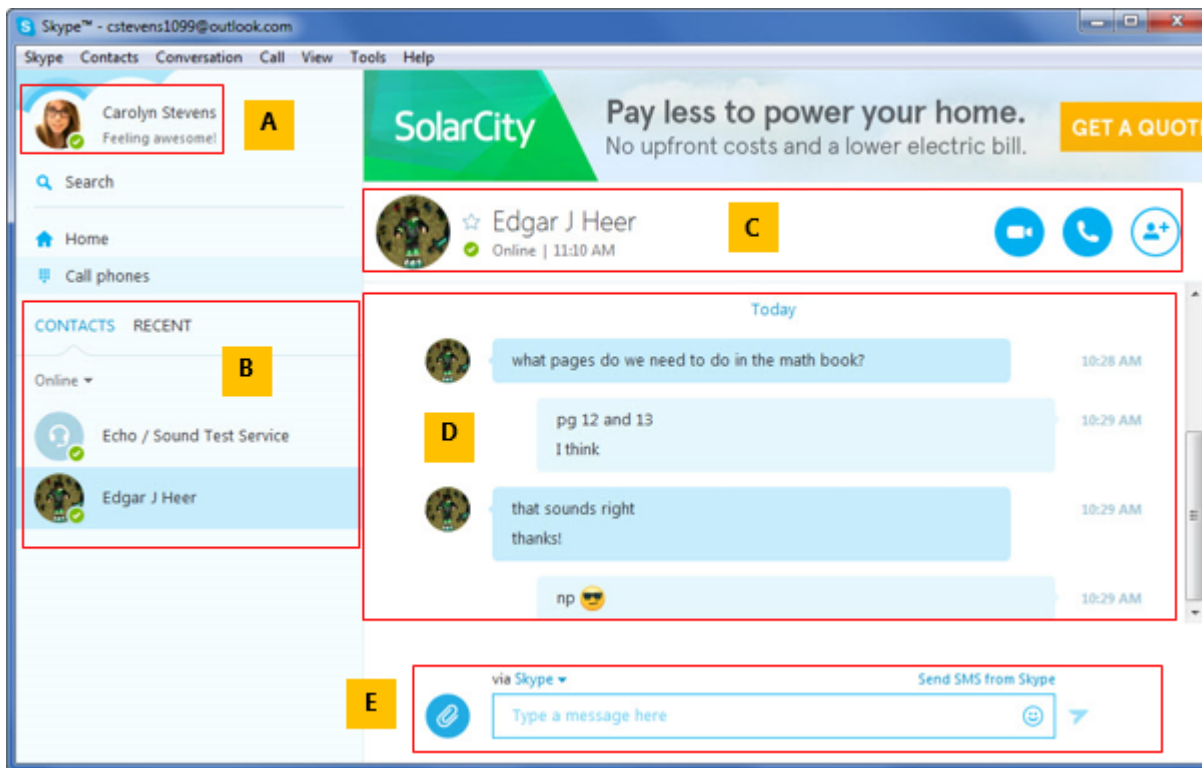 Skype™ - cstevens1099@outlook.com
Skype Contacts Conversation Call View Tools Help
Carolyn Stevens
Feeling awesome!
A
Search
Home
Call phones
CONTACTS RECENT
B
Online
Echo / Sound Test Service
Edgar J Heer
SolarCity
Pay less to power your home.
No upfront costs and a lower electric bill.
GET A QUOT
Edgar J Heer
C
Online | 11:10 AM
Today
what pages do we need to do in the math book? 10:28 AM
D
pg 12 and 13 10:29 AM
I think
that sounds right 10:29 AM
thanks!
np 10:29 AM
E
via Skype Send SMS from Skype
Type a message here